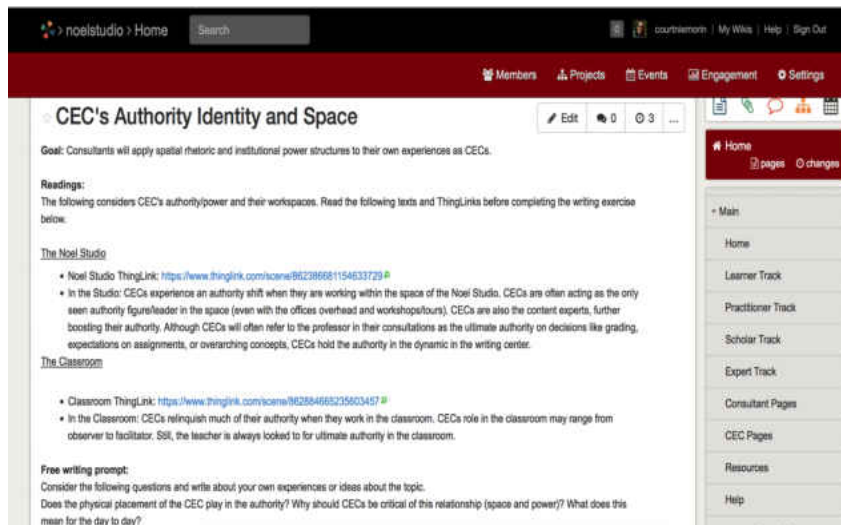 noelstudio > Home
Search
0
courtniemorin | My Wikis | Help | Sign Out
Members
Projects
Events
Engagement
Settings
CEC's Authority Identity and Space
Edit
0
3
...
Goal: Consultants will apply spatial rhetoric and institutional power structures to their own experiences as CECs.
Readings:
The following considers CEC's authority/power and their workspaces. Read the following texts and ThingLinks before completing the writing exercise
below.
The Noel Studio
• Noel Studio ThingLink: https://www.thinglink.com/scene/862386681154633729
• In the Studio: CECs experience an authority shift when they are working within the space of the Noel Studio. CECs are often acting as the only
seen authority figure/leader in the space (even with the offices overhead and workshops/tours). CECs are also the content experts, further
boosting their authority. Although CECs will often refer to the professor in their consultations as the ultimate authority on decisions like grading,
expectations on assignments, or overarching concepts, CECs hold the authority in the dynamic in the writing center.
The Classroom
• Classroom ThingLink: https://www.thinglink.com/scene/862884665235603457
• In the Classroom: CECs relinquish much of their authority when they work in the classroom. CECs role in the classroom may range from
observer to facilitator. Still, the teacher is always looked to for ultimate authority in the classroom.
Free writing prompt:
Consider the following questions and write about your own experiences or ideas about the topic.
Does the physical placement of the CEC play in the authority? Why should CECs be critical of this relationship (space and power)? What does this
mean for the day to day?
Home
pages
changes
Main
Home
Learner Track
Practitioner Track
Scholar Track
Expert Track
Consultant Pages
CEC Pages
Resources
Help